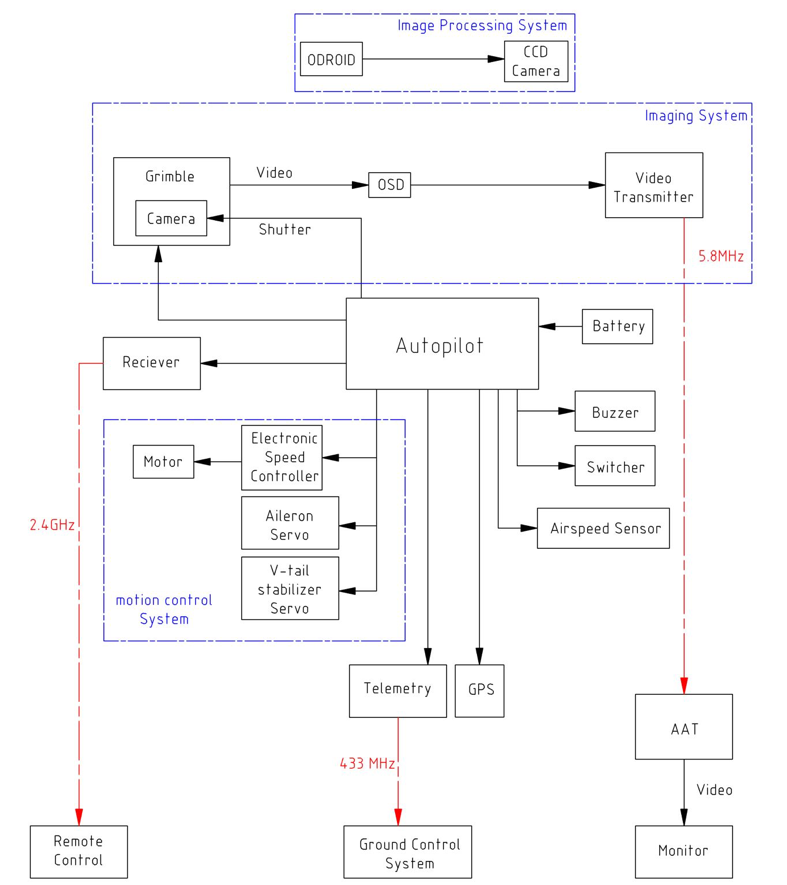 Image Processing System
ODROID
CCD
Camera
Imaging System
Grimble
Video
OSD
Video
Transmitter
Camera
Shutter
5.8MHz
Autopilot
Battery
Reciever
Buzzer
Electronic
Speed
Controller
Motor
Switcher
Aileron
Servo
2.4GHz
Airspeed Sensor
V-tail
stabilizer
Servo
motion control
System
Telemetry
GPS
AAT
433 MHz
Video
Remote
Control
Ground Control
System
Monitor